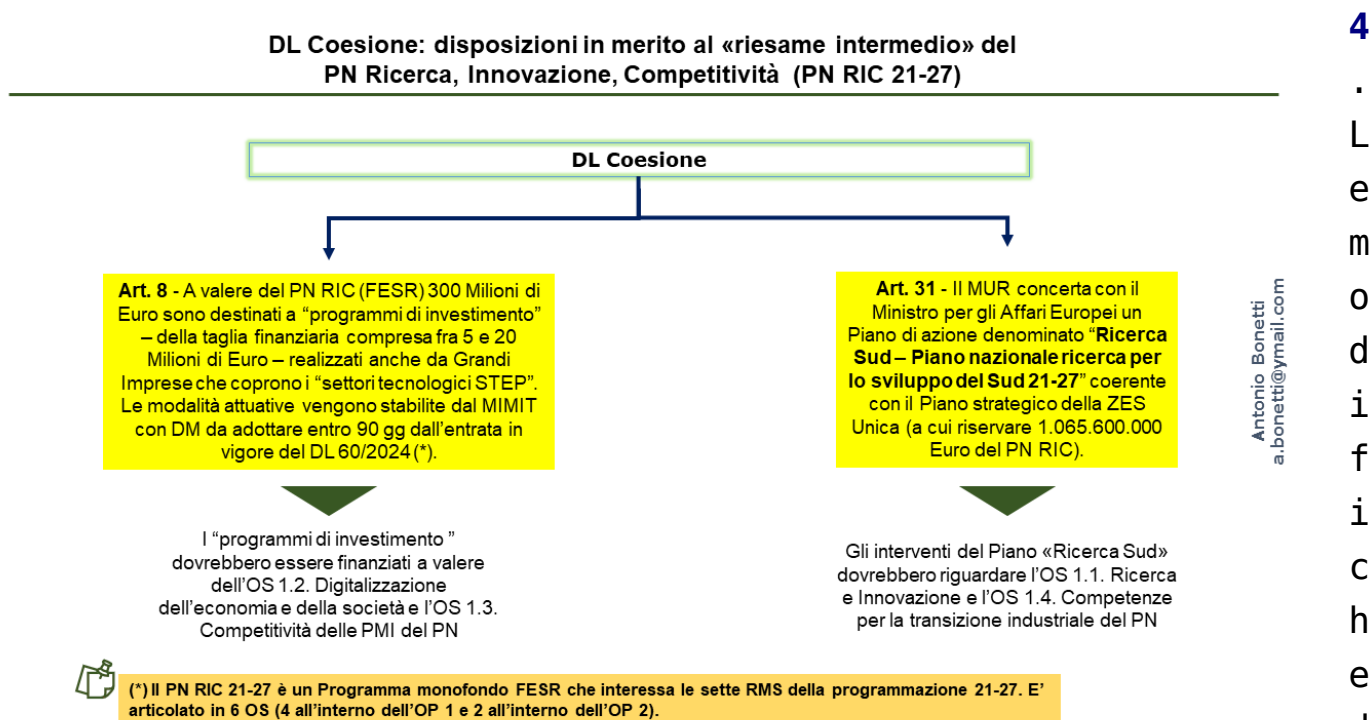 DL Coesione: disposizioni in merito al «riesame intermedio» del
PN Ricerca, Innovazione, Competitività (PN RIC 21-27)
DL Coesione
Art. 8 - A valere del PN RIC (FESR) 300 Milioni di
Euro sono destinati a “programmi di investimento”
– della taglia finanziaria compresa fra 5 e 20
Milioni di Euro – realizzati anche da Grandi
Imprese che coprono i “settori tecnologici STEP”.
Le modalità attuative vengono stabilite dal MIMIT
con DM da adottare entro 90 gg dall’entrata in
vigore del DL 60/2024 (*).
Art. 31 - Il MUR concerta con il
Ministro per gli Affari Europei un
Piano di azione denominato “Ricerca
Sud – Piano nazionale ricerca per
lo sviluppo del Sud 21-27” coerente
con il Piano strategico della ZES
Unica (a cui riservare 1.065.600.000
Euro del PN RIC).
I “programmi di investimento ”
dovrebbero essere finanziati a valere
dell’OS 1.2. Digitalizzazione
dell’economia e della società e l’OS 1.3.
Competitività delle PMI del PN
Gli interventi del Piano «Ricerca Sud»
dovrebbero riguardare l’OS 1.1. Ricerca
e Innovazione e l’OS 1.4. Competenze
per la transizione industriale del PN
(*) Il PN RIC 21-27 è un Programma monofondo FESR che interessa le sette RMS della programmazione 21-27. E’
articolato in 6 OS (4 all’interno dell’OP 1 e 2 all’interno dell’OP 2).
Antonio Bonetti
a.bonetti@ymail.com
4
.
L
e
m
o
d
i
f
i
c
h
e